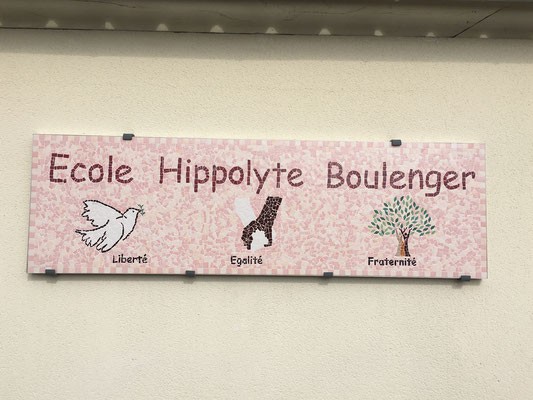 Ecole Hippolyte Boulenger
Liberté Egalité Fraternité